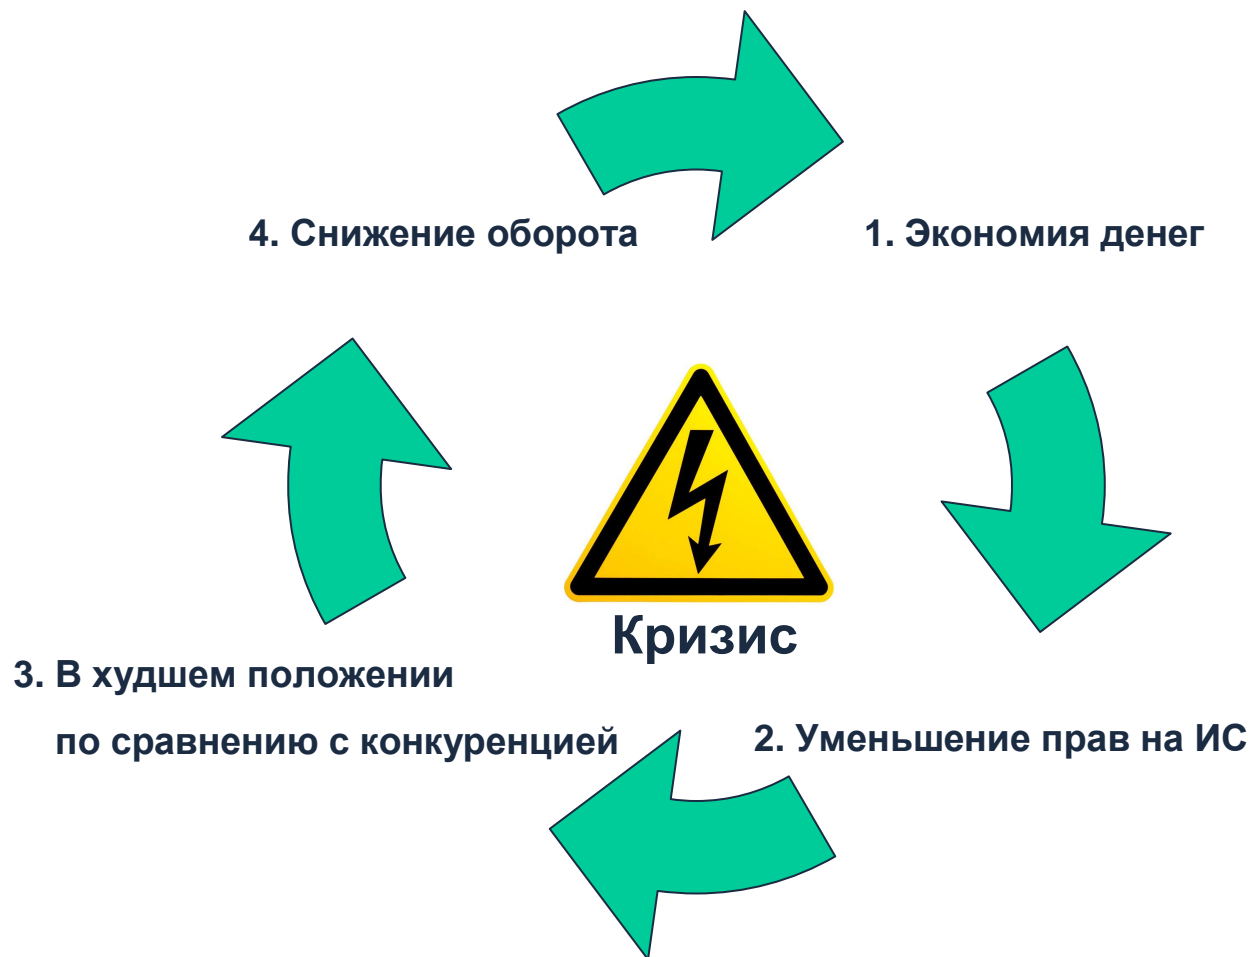 4. Снижение оборота
1. Экономия денег
Кризис
3. В худшем положении
по сравнению с конкуренцией
2. Уменьшение прав на ИС